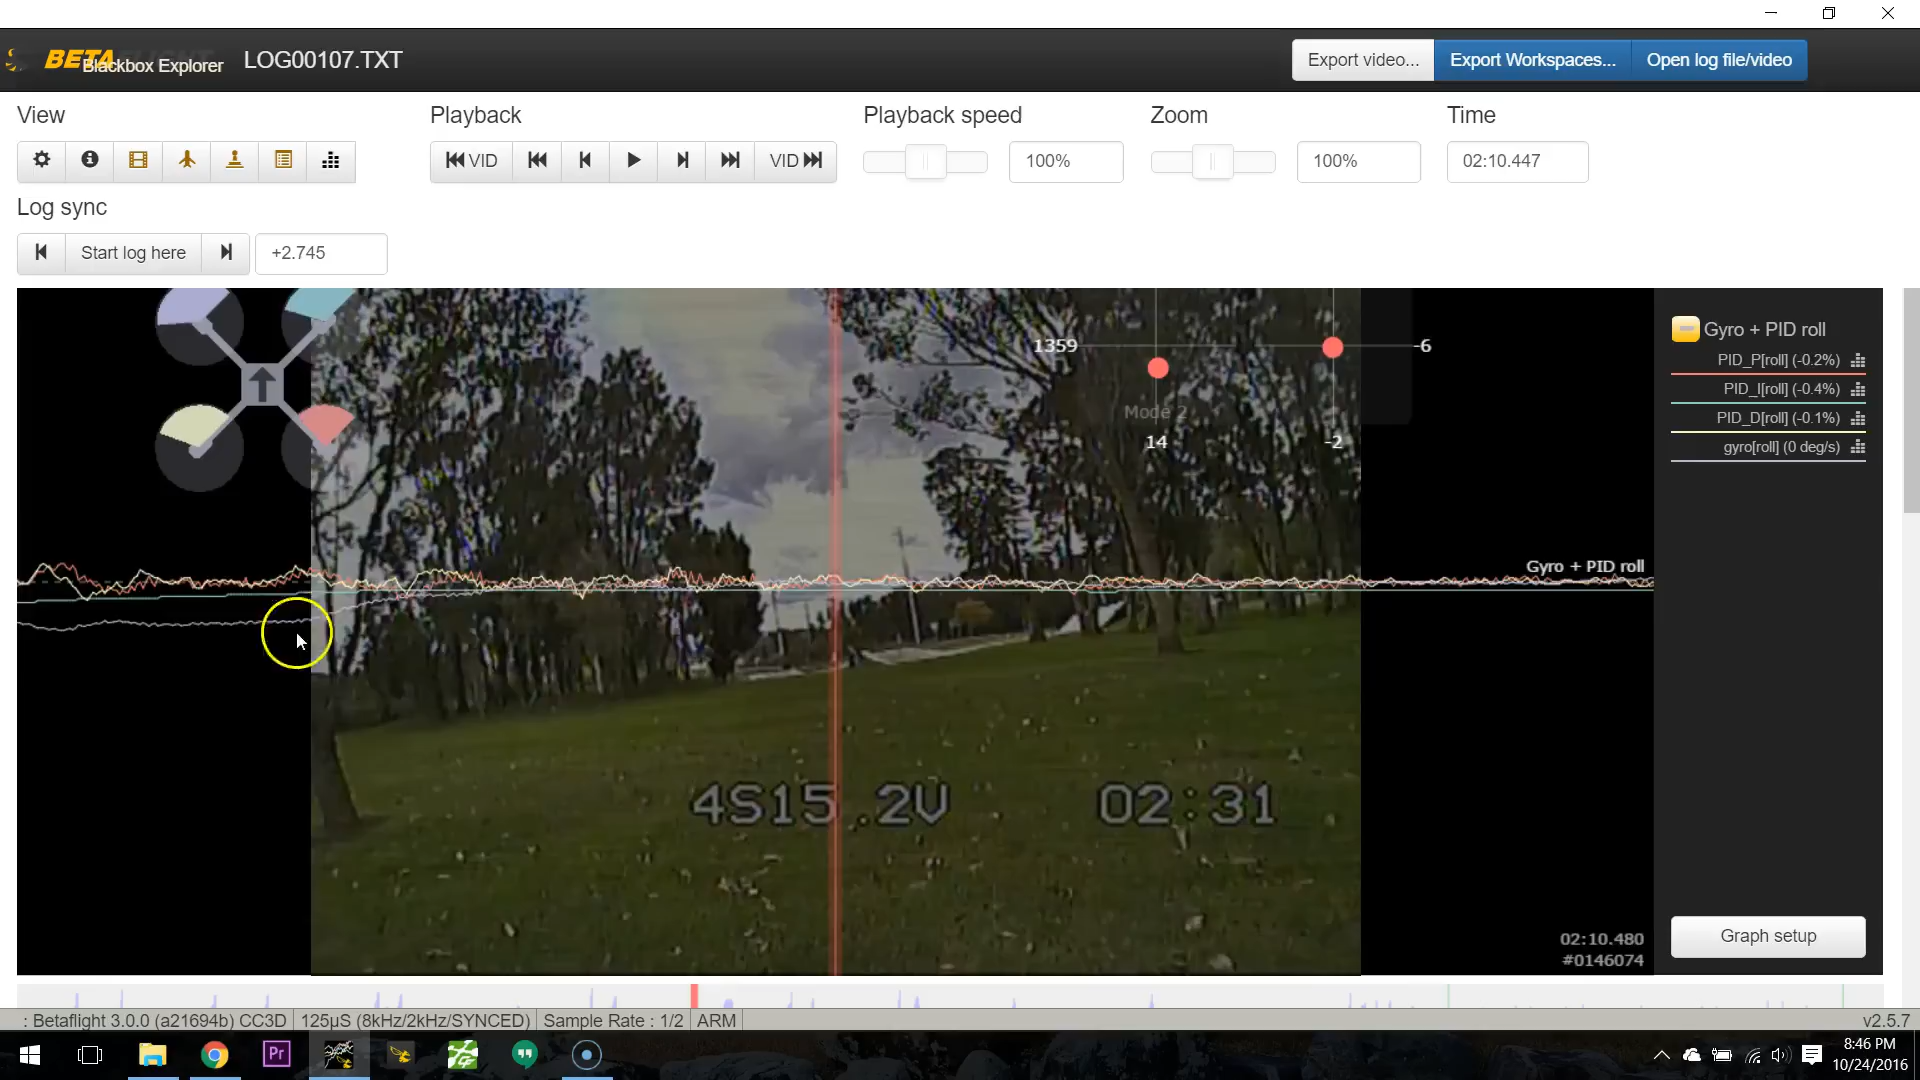 BETAFLIGHT
Blackbox Explorer
LOG00107.TXT
Export video...
Export Workspaces...
Open log file/video
View
Playback
Playback speed
Zoom
Time
VID
VID
100%
100%
02:10.447
Log sync
Start log here
+2.745
1359
-6
Mode 2
14
-2
Gyro + PID roll
PID_P[roll] (-0.2%)
PID_I[roll] (-0.4%)
PID_D[roll] (-0.1%)
gyro[roll] (0 deg/s)
Gyro + PID roll
4S15.2V
02:31
02:10.480
#0146074
Graph setup
: Betaflight 3.0.0 (a21694b) CC3D
125µS (8kHz/2kHz/SYNCED)
Sample Rate : 1/2
ARM
v2.5.7
Pr
8:46 PM
10/24/2016